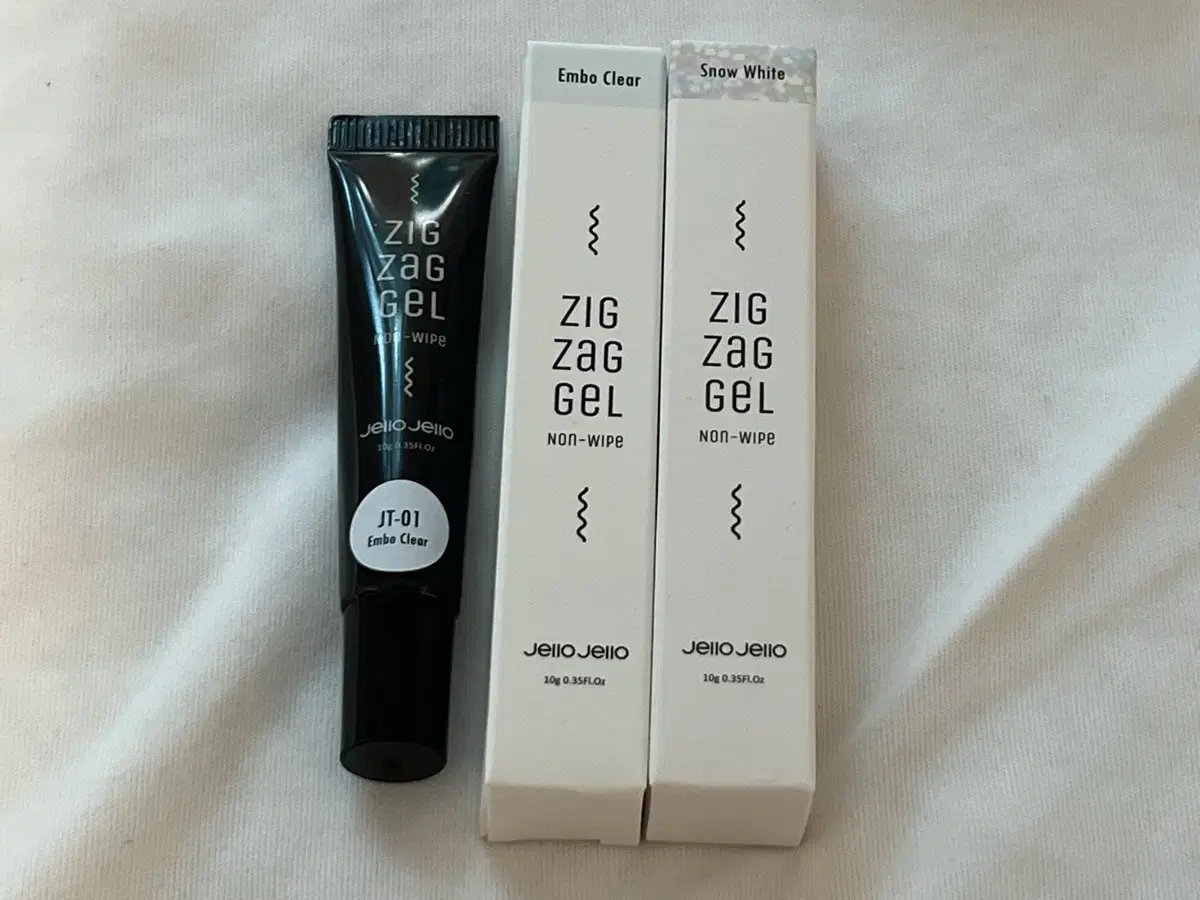 ZIG
ZaG
GeL
NON-WIPe
JelloJello
10g 0.35Fl.Oz
JT-01
Embo Clear
Embo Clear
ZIG
ZaG
GeL
NON-WIPe
JelloJello
10g 0.35Fl.Oz
Snow White
ZIG
ZaG
GeL
NON-WIPe
JelloJello
10g 0.35Fl.Oz